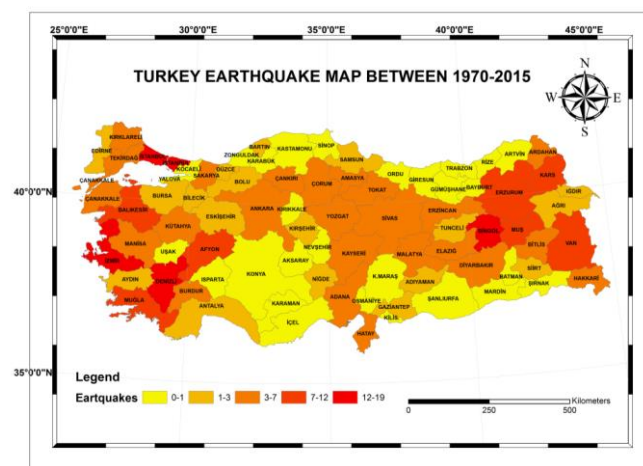 25°0'0"E 30°0'0"E 35°0'0"E 40°0'0"E 45°0'0"E
TURKEY EARTHQUAKE MAP BETWEEN 1970-2015
N
W E
S
40°0'0"N 40°0'0"N
35°0'0"N 35°0'0"N
KIRKLARELİ
EDİRNE
TEKİRDAĞ
KOCAELİ
YALOVA
SAKARYA
DÜZCE
ZONGULDAK
BARTIN
KARABÜK
KASTAMONU
SİNOP
SAMSUN
ORDU
GİRESUN
TRABZON
RİZE
ARTVİN
ARDAHAN
KARS
ÇANAKKALE
ÇANAKKALE
BALIKESİR
BURSA
BİLECİK
BOLU
ÇANKIRI
ÇORUM
AMASYA
TOKAT
GÜMÜŞHANE
BAYBURT
ERZURUM
IĞDIR
AĞRI
KÜTAHYA
ESKİŞEHİR
ANKARA
KIRIKKALE
YOZGAT
SİVAS
ERZİNCAN
TUNCELİ
BİNGÖL
MUŞ
MANİSA
İZMİR
UŞAK
AFYON
KIRŞEHİR
NEVŞEHİR
KAYSERİ
MALATYA
ELAZIĞ
BİTLİS
VAN
AYDIN
DENİZLİ
ISPARTA
KONYA
AKSARAY
NİĞDE
K.MARAŞ
ADIYAMAN
DİYARBAKIR
BATMAN
SİİRT
ŞIRNAK
HAKKARİ
MUĞLA
BURDUR
ANTALYA
KARAMAN
İÇEL
ADANA
OSMANİYE
GAZİANTEP
KİLİS
ŞANLIURFA
MARDİN
HATAY
Legend
Eartquakes 0-1 1-3 3-7 7-12 12-19
Kilometers
0 250 500